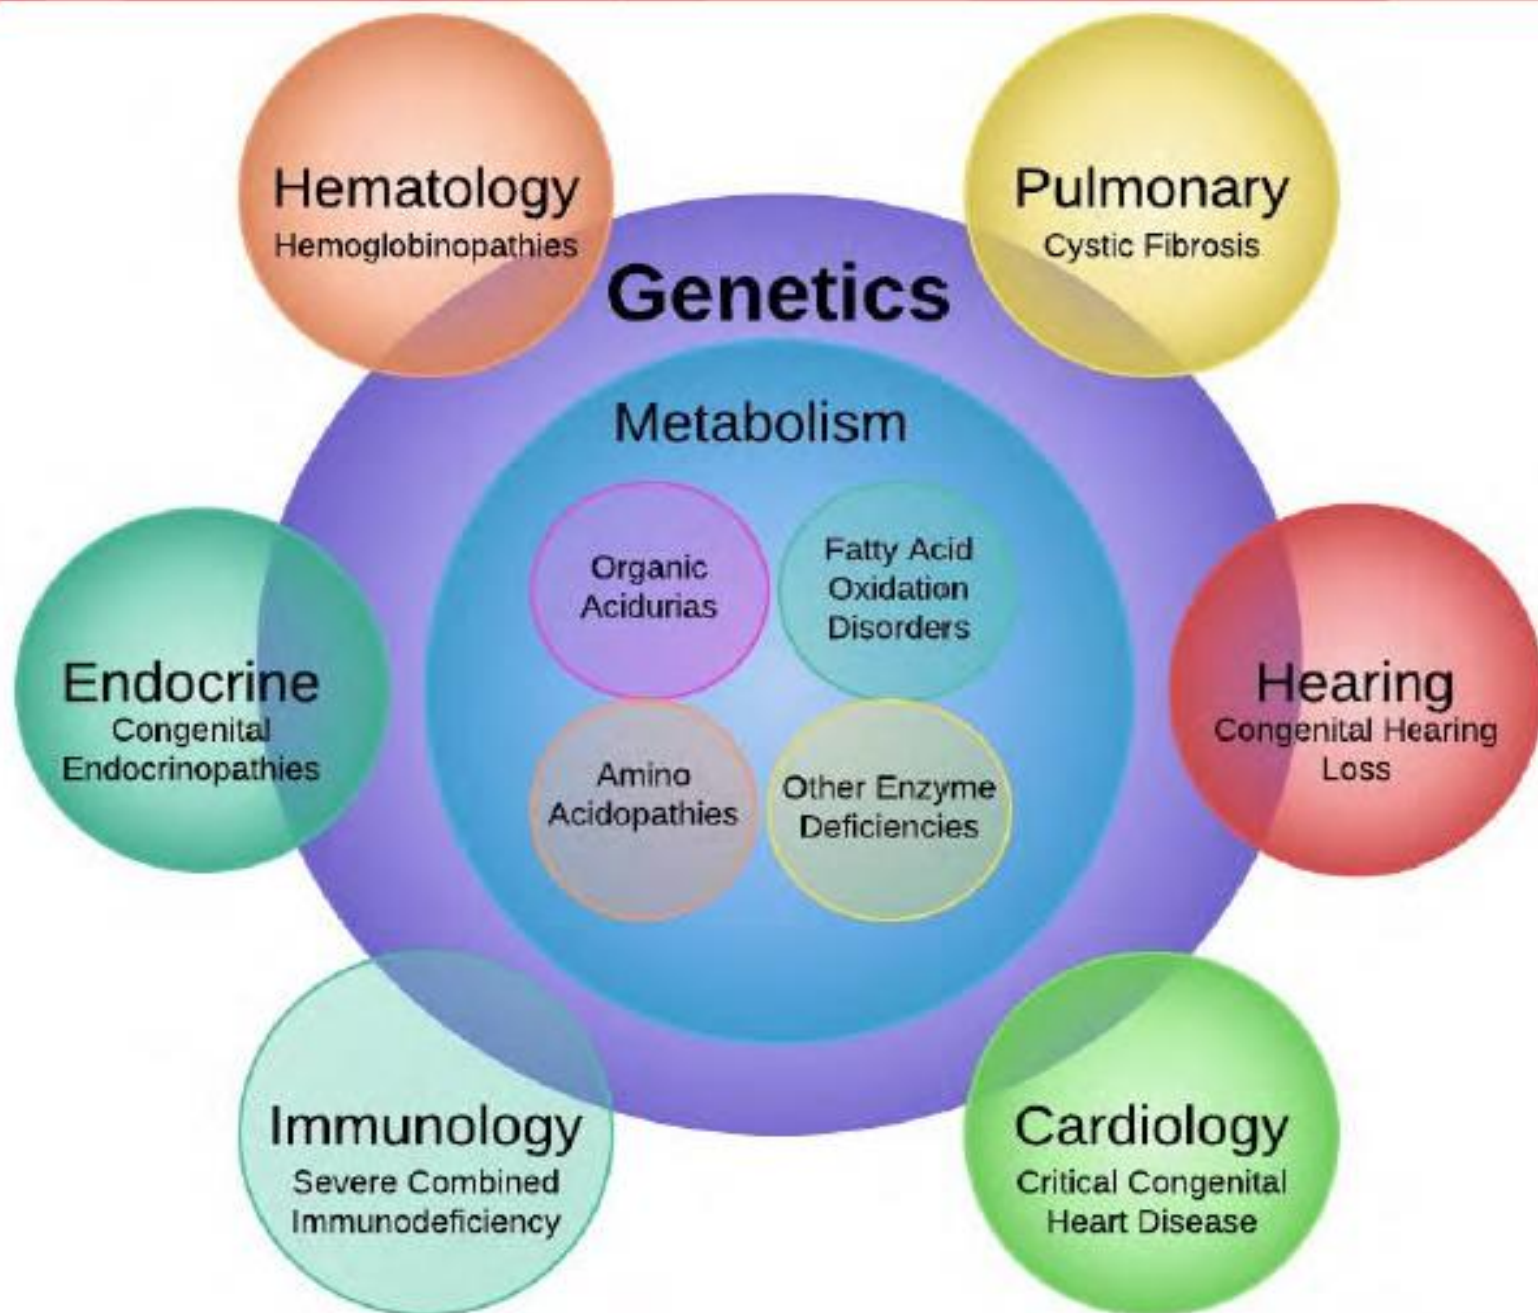 Hematology
Hemoglobinopathies
Pulmonary
Cystic Fibrosis
Genetics
Metabolism
Organic
Acidurias
Fatty Acid
Oxidation
Disorders
Amino
Acidopathies
Other Enzyme
Deficiencies
Endocrine
Congenital
Endocrinopathies
Hearing
Congenital Hearing
Loss
Immunology
Severe Combined
Immunodeficiency
Cardiology
Critical Congenital
Heart Disease